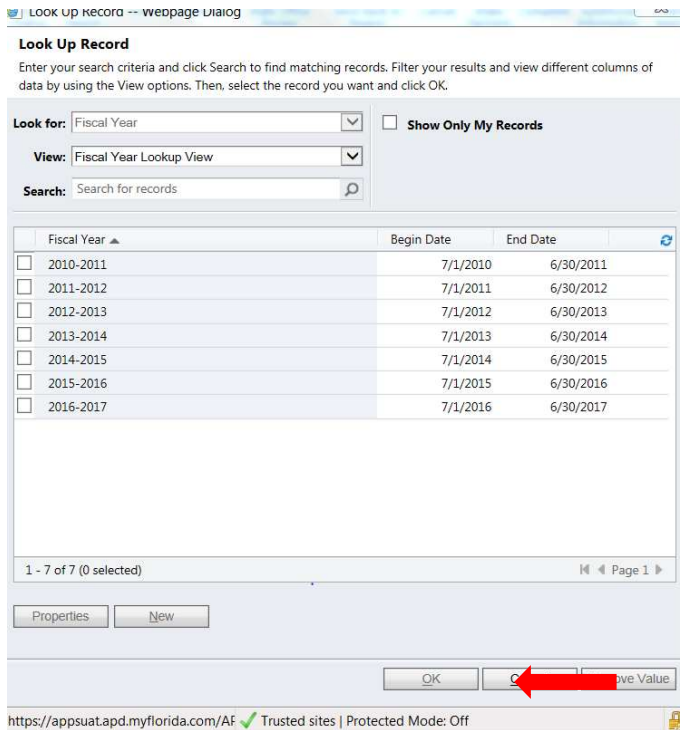 Look Up Record -- Webpage Dialog
Look Up Record
Enter your search criteria and click Search to find matching records. Filter your results and view different columns of
data by using the View options. Then, select the record you want and click OK.
Look for: Fiscal Year
Show Only My Records
View: Fiscal Year Lookup View
Search: Search for records
Fiscal Year Begin Date End Date
2010-2011 7/1/2010 6/30/2011
2011-2012 7/1/2011 6/30/2012
2012-2013 7/1/2012 6/30/2013
2013-2014 7/1/2013 6/30/2014
2014-2015 7/1/2014 6/30/2015
2015-2016 7/1/2015 6/30/2016
2016-2017 7/1/2016 6/30/2017
1 - 7 of 7 (0 selected) Page 1
Properties New
OK Value
https://appsuat.apd.myflorida.com/AF Trusted sites | Protected Mode: Off